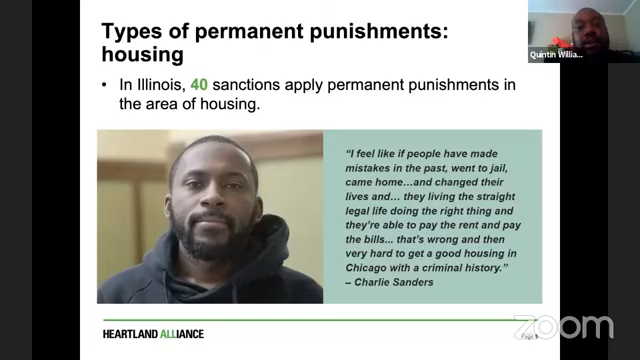 Types of permanent punishments:
housing
• In Illinois, 40 sanctions apply permanent punishments in
the area of housing.
"I feel like if people have made
mistakes in the past, went to jail,
came home…and changed their
lives and… they living the straight
legal life doing the right thing and
they're able to pay the rent and pay
the bills... that's wrong and then
very hard to get a good housing in
Chicago with a criminal history."
– Charlie Sanders
HEARTLAND ALLIANCE
Page 5
Quintin Willia...
zoom